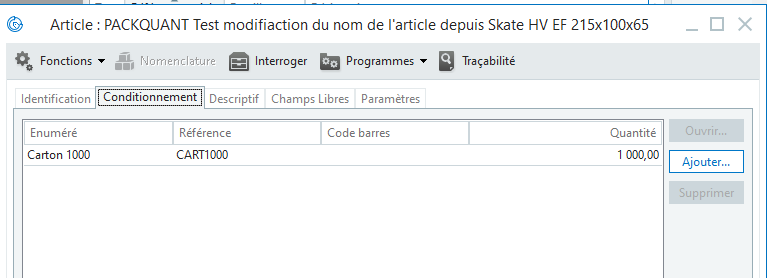 Article : PACKQUANT Test modifiaction du nom de l'article depuis Skate HV EF 215x100x65
Fonctions Nomenclature Interroger Programmes Traçabilité
Identification Conditionnement Descriptif Champs Libres Paramètres
Enuméré Référence Code barres Quantité Ouvrir...
Carton 1000 CART1000 1 000,00 Ajouter...
Supprimer